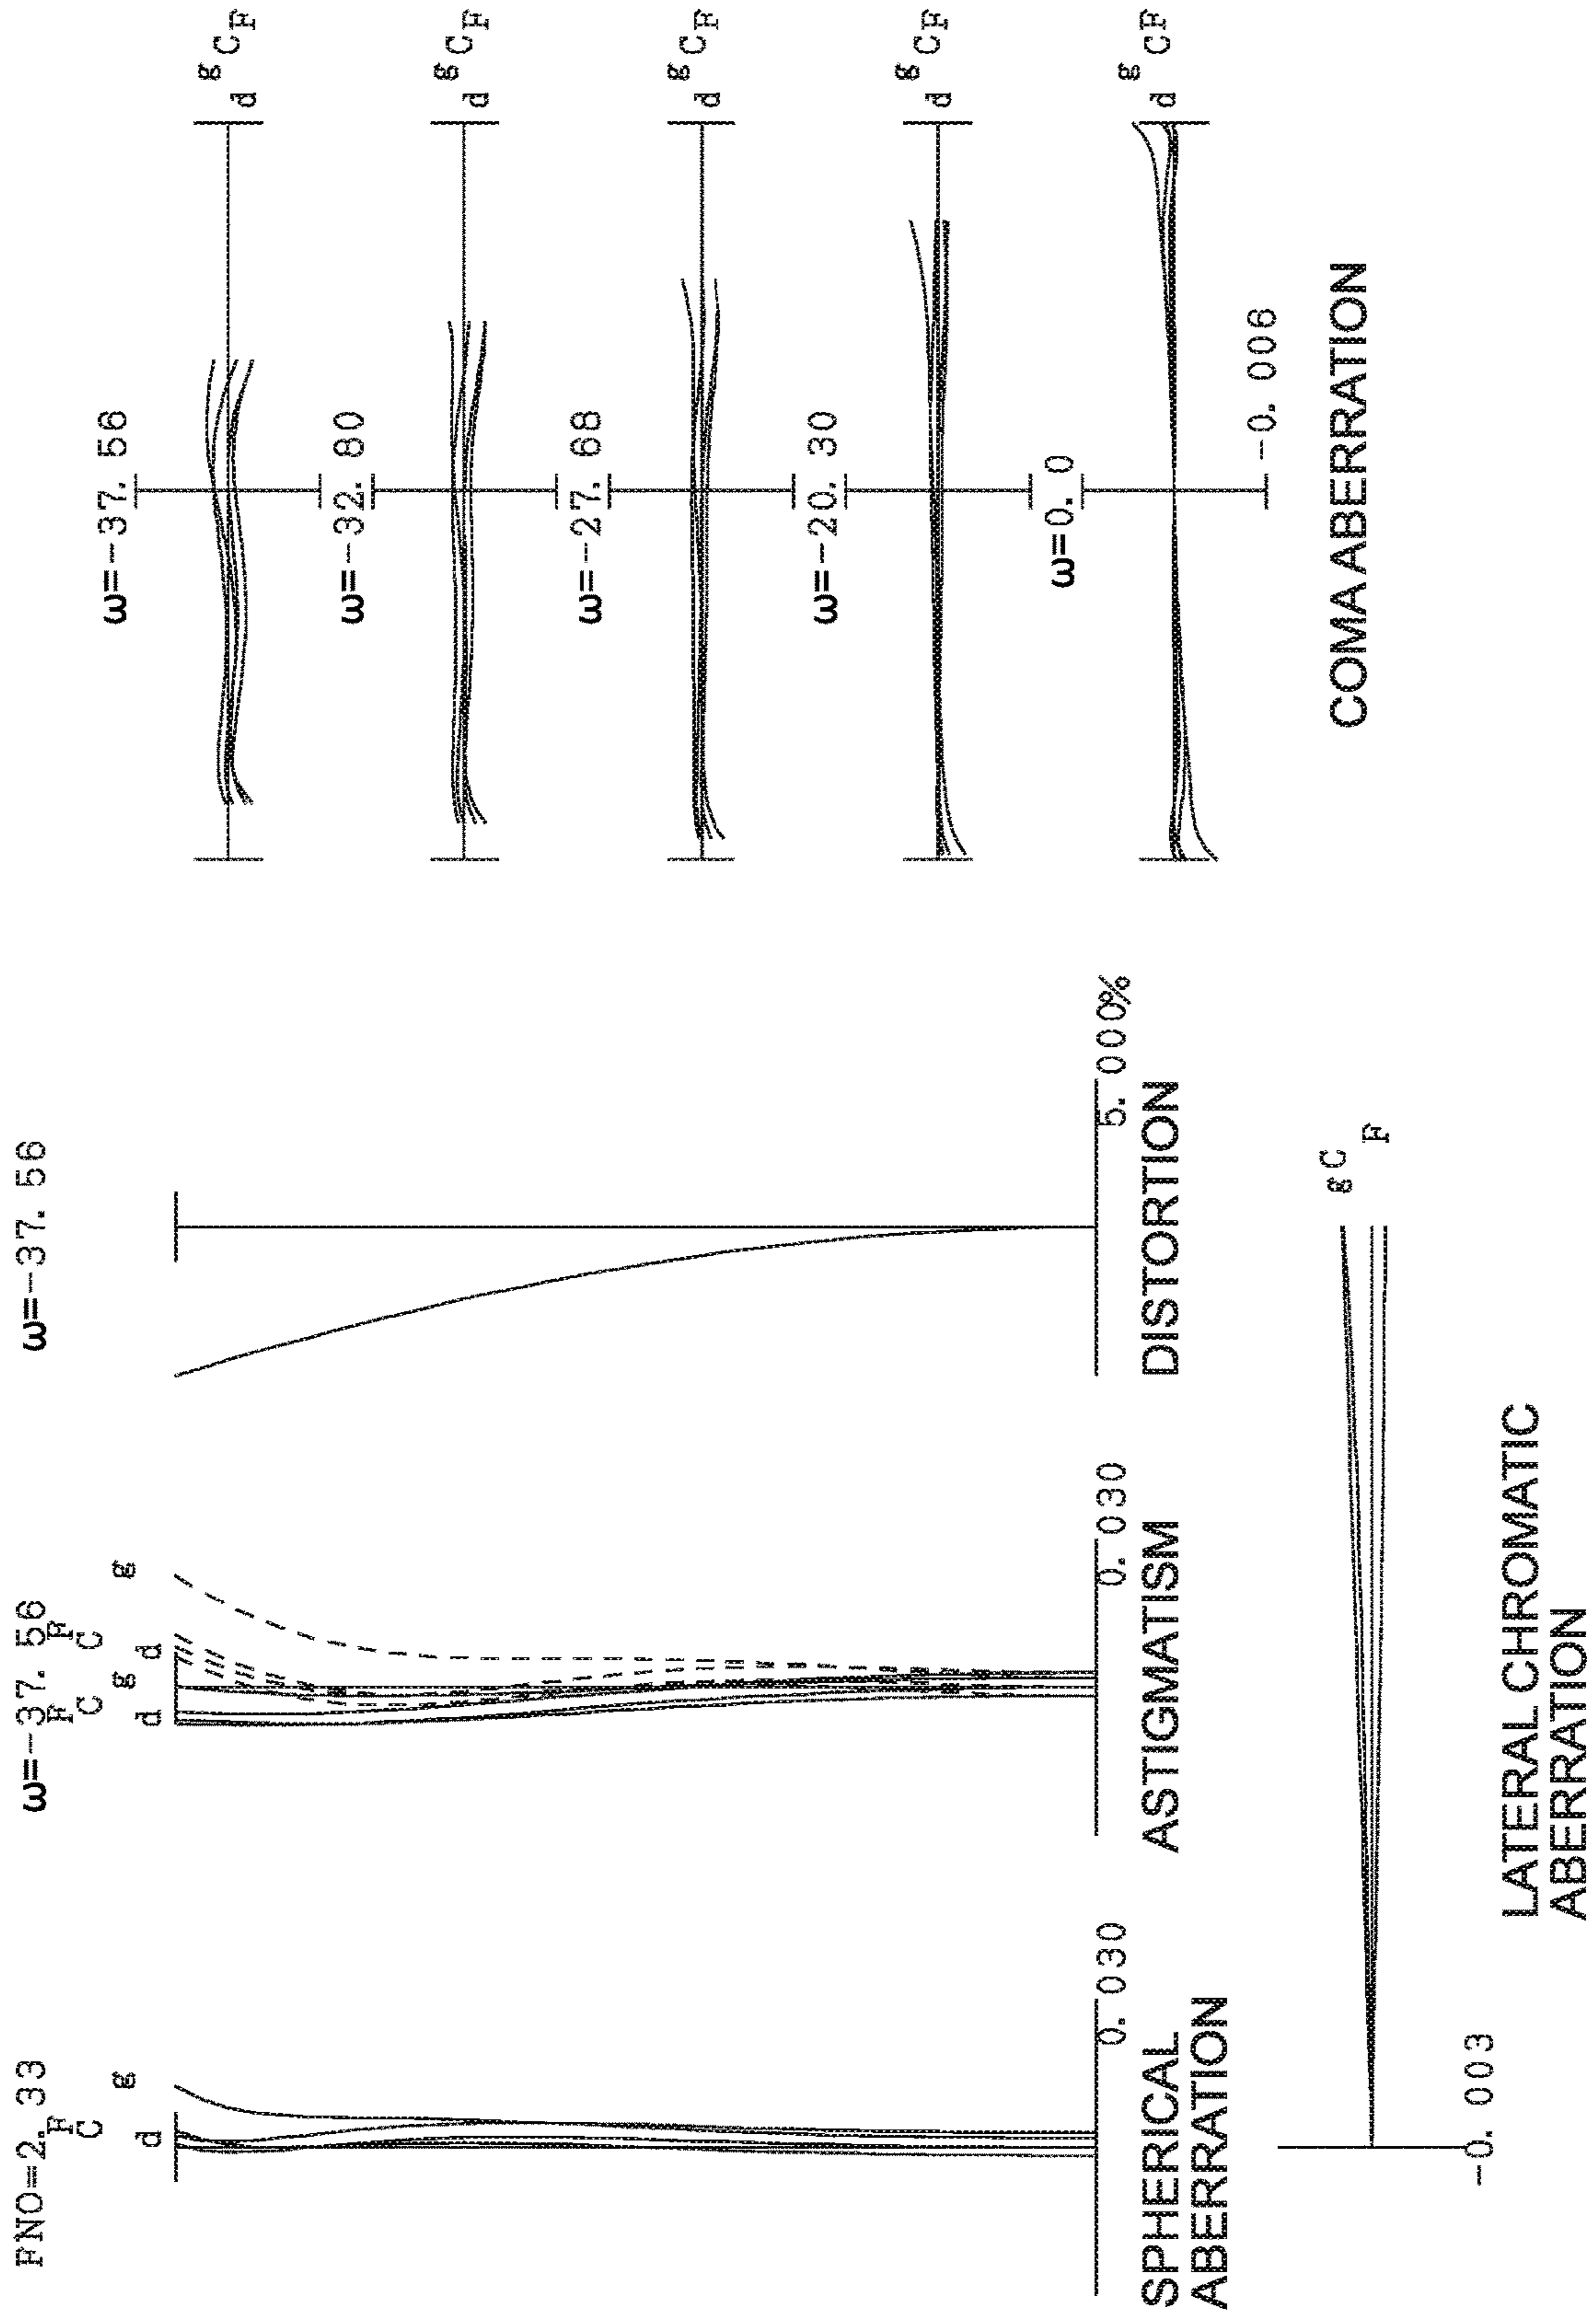 FNO=2. 33
F
C
d
g
0. 030
SPHERICAL
ABERRATION
ω=-37. 56
F
C
d
g
F
C
d
g
0. 030
ASTIGMATISM
ω=-37. 56
5. 000%
DISTORTION
ω=-37. 56
g C F
d
ω=-32. 80
g C F
d
ω=-27. 68
g C F
d
ω=-20. 30
g C F
d
ω=0. 0
g C F
d
-0. 006
COMA ABERRATION
g C
F
-0. 003
LATERAL CHROMATIC
ABERRATION